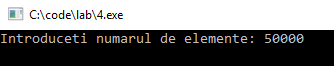 C:\code\lab\4.exe
Introduceti numarul de elemente: 50000